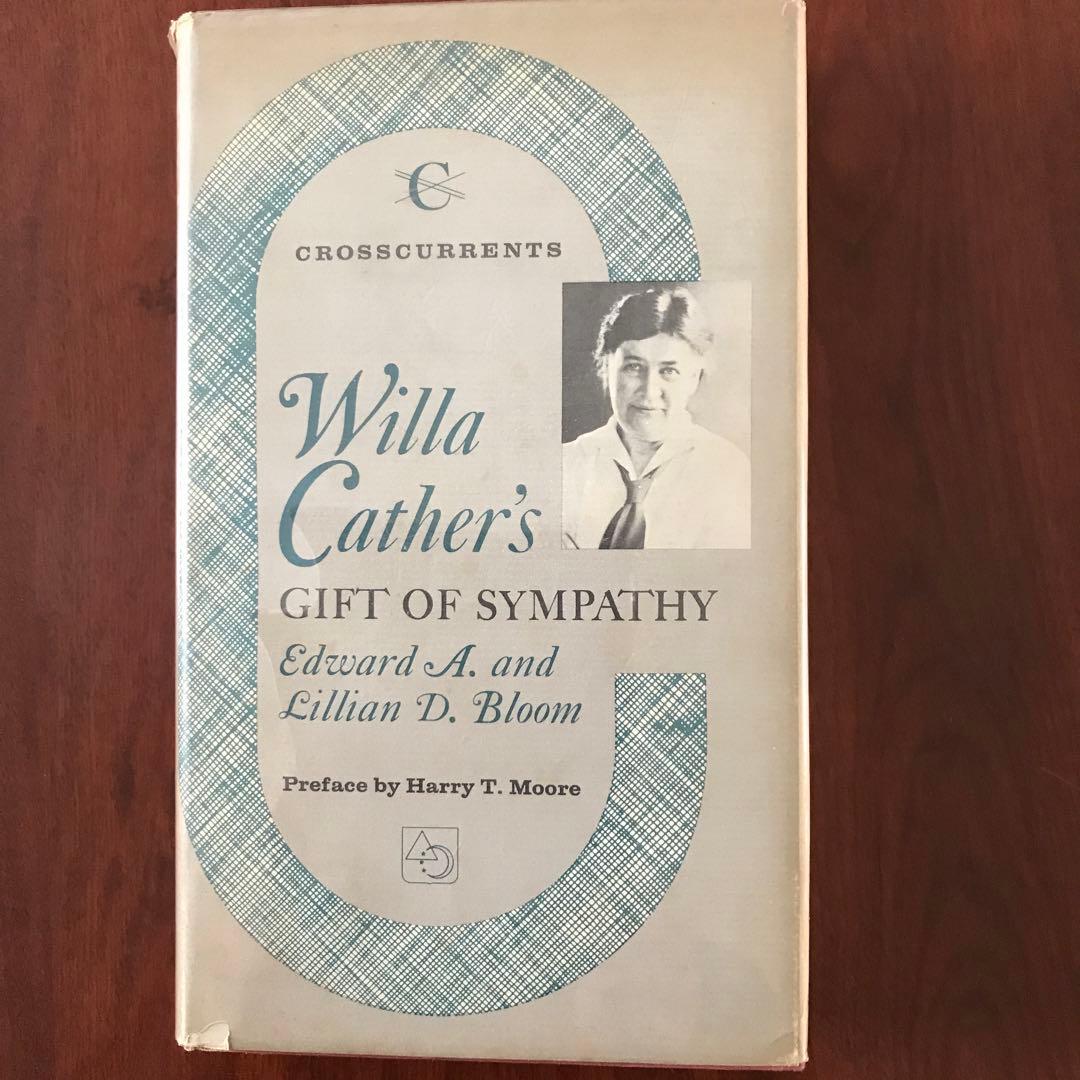 C
CROSSCURRENTS
Willa
Cather's
GIFT OF SYMPATHY
Edward A. and
Lillian D. Bloom
Preface by Harry T. Moore